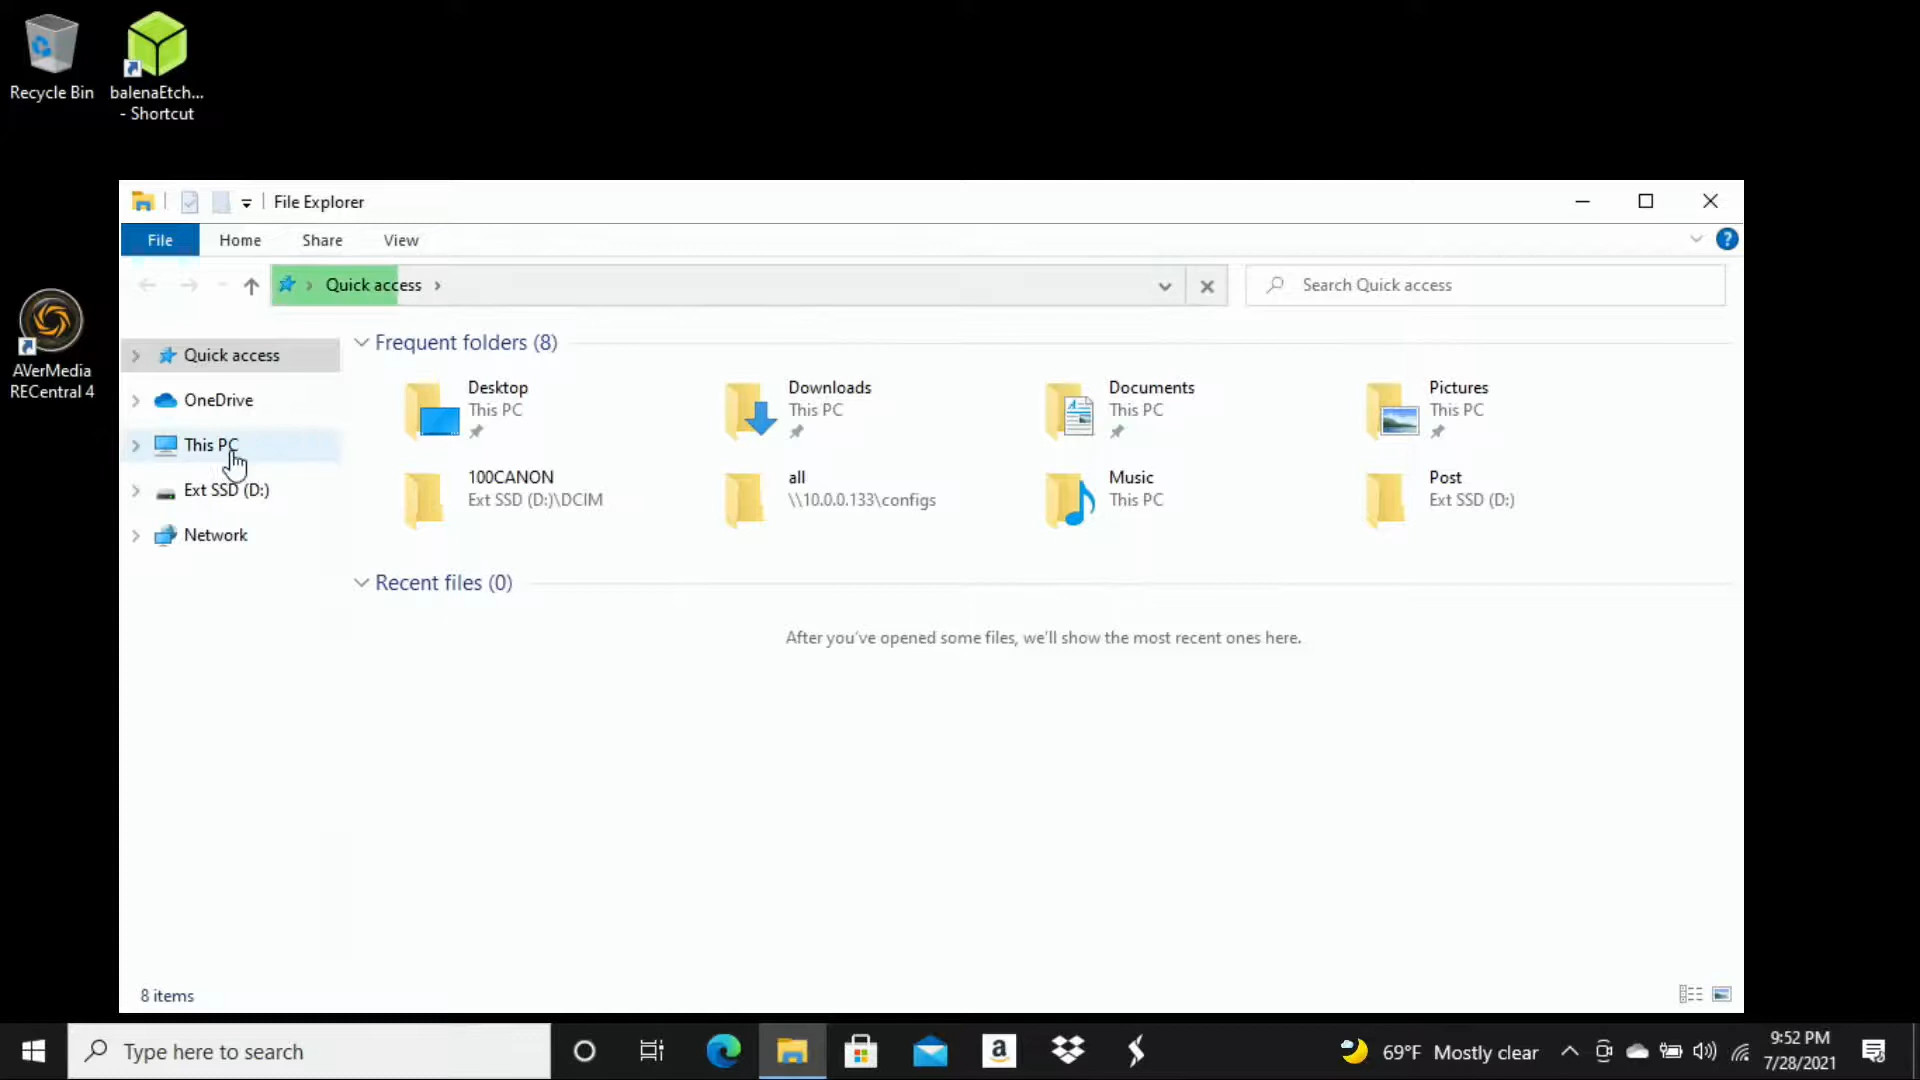 Recycle Bin
balenaEtch...
- Shortcut
AVerMedia
RECentral 4
File Explorer
File
Home
Share
View
?
Quick access
Search Quick access
Quick access
OneDrive
This PC
Ext SSD (D:)
Network
Frequent folders (8)
Desktop
This PC
Downloads
This PC
Documents
This PC
Pictures
This PC
100CANON
Ext SSD (D:)\DCIM
all
\\10.0.0.133\configs
Music
This PC
Post
Ext SSD (D:)
Recent files (0)
After you've opened some files, we'll show the most recent ones here.
8 items
Type here to search
a
69°F Mostly clear
9:52 PM
7/28/2021